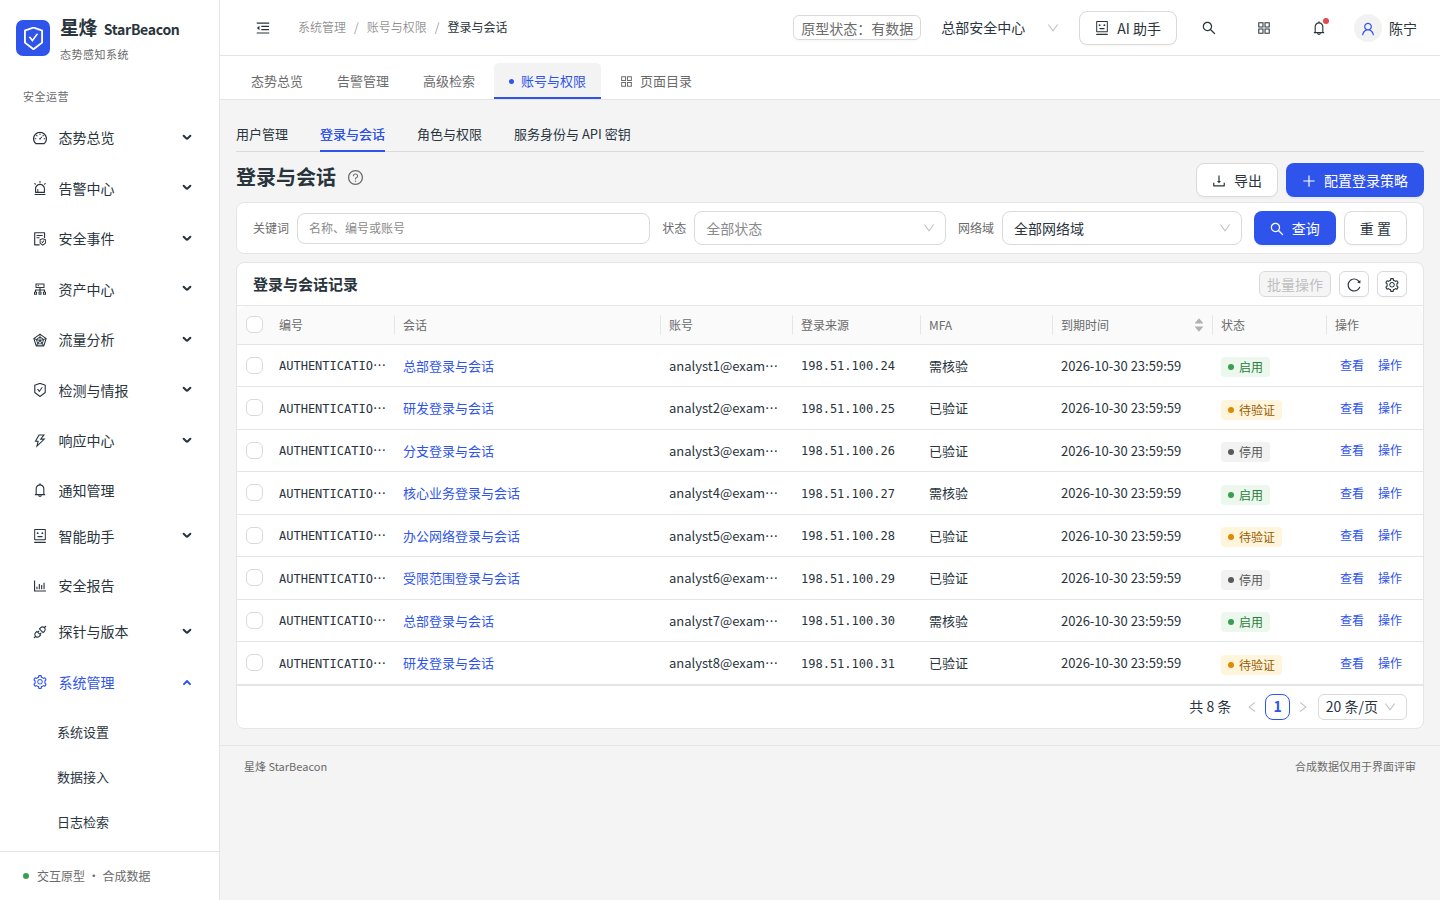 星烽 StarBeacon
态势感知系统
安全运营
态势总览
告警中心
安全事件
资产中心
流量分析
检测与情报
响应中心
通知管理
智能助手
安全报告
探针与版本
系统管理
系统设置
数据接入
日志检索
交互原型 · 合成数据
系统管理 / 账号与权限 / 登录与会话
原型状态：有数据
总部安全中心
AI 助手
陈宁
态势总览 告警管理 高级检索 账号与权限 页面目录
用户管理 登录与会话 角色与权限 服务身份与 API 密钥
登录与会话
导出
配置登录策略
关键词 名称、编号或账号 状态 全部状态 网络域 全部网络域 查询 重 置
登录与会话记录 批量操作
编号 会话 账号 登录来源 MFA 到期时间 状态 操作
AUTHENTICATIO··· 总部登录与会话 analyst1@exam··· 198.51.100.24 需核验 2026-10-30 23:59:59 启用 查看 操作
AUTHENTICATIO··· 研发登录与会话 analyst2@exam··· 198.51.100.25 已验证 2026-10-30 23:59:59 待验证 查看 操作
AUTHENTICATIO··· 分支登录与会话 analyst3@exam··· 198.51.100.26 已验证 2026-10-30 23:59:59 停用 查看 操作
AUTHENTICATIO··· 核心业务登录与会话 analyst4@exam··· 198.51.100.27 需核验 2026-10-30 23:59:59 启用 查看 操作
AUTHENTICATIO··· 办公网络登录与会话 analyst5@exam··· 198.51.100.28 已验证 2026-10-30 23:59:59 待验证 查看 操作
AUTHENTICATIO··· 受限范围登录与会话 analyst6@exam··· 198.51.100.29 已验证 2026-10-30 23:59:59 停用 查看 操作
AUTHENTICATIO··· 总部登录与会话 analyst7@exam··· 198.51.100.30 需核验 2026-10-30 23:59:59 启用 查看 操作
AUTHENTICATIO··· 研发登录与会话 analyst8@exam··· 198.51.100.31 已验证 2026-10-30 23:59:59 待验证 查看 操作
共 8 条 1 20 条/页
星烽 StarBeacon
合成数据仅用于界面评审